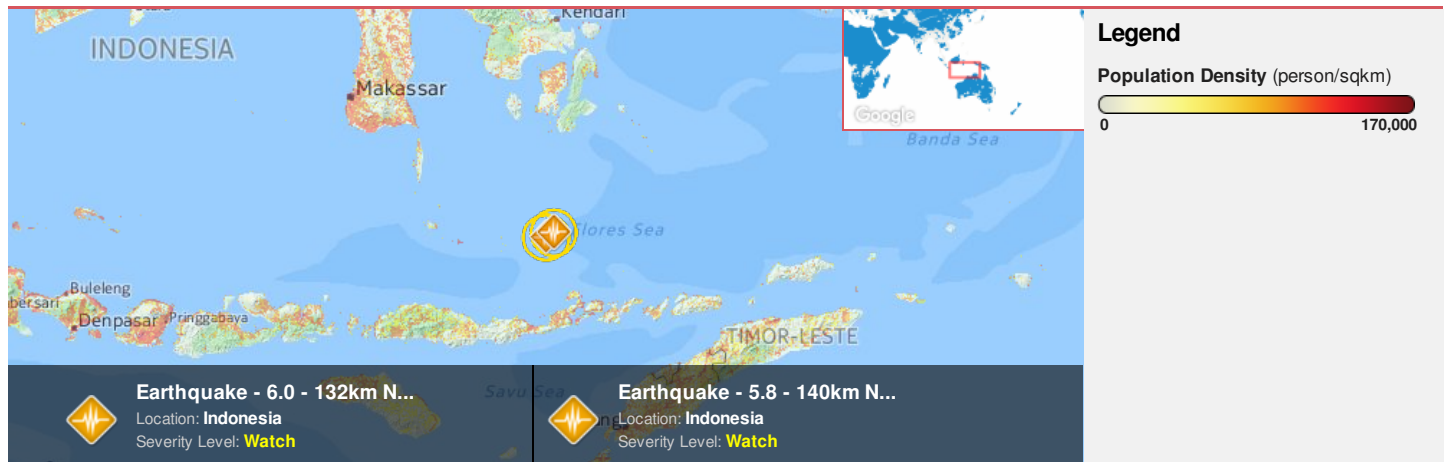 Kendari
INDONESIA
Makassar
Google
Banda Sea
Flores Sea
Buleleng
bersari
Denpasar
Pringgabaya
TIMOR-LESTE
Savu Sea
Earthquake - 6.0 - 132km N...
Location: Indonesia
Severity Level: Watch
Earthquake - 5.8 - 140km N...
Location: Indonesia
Severity Level: Watch
Legend
Population Density (person/sqkm)
0 170,000